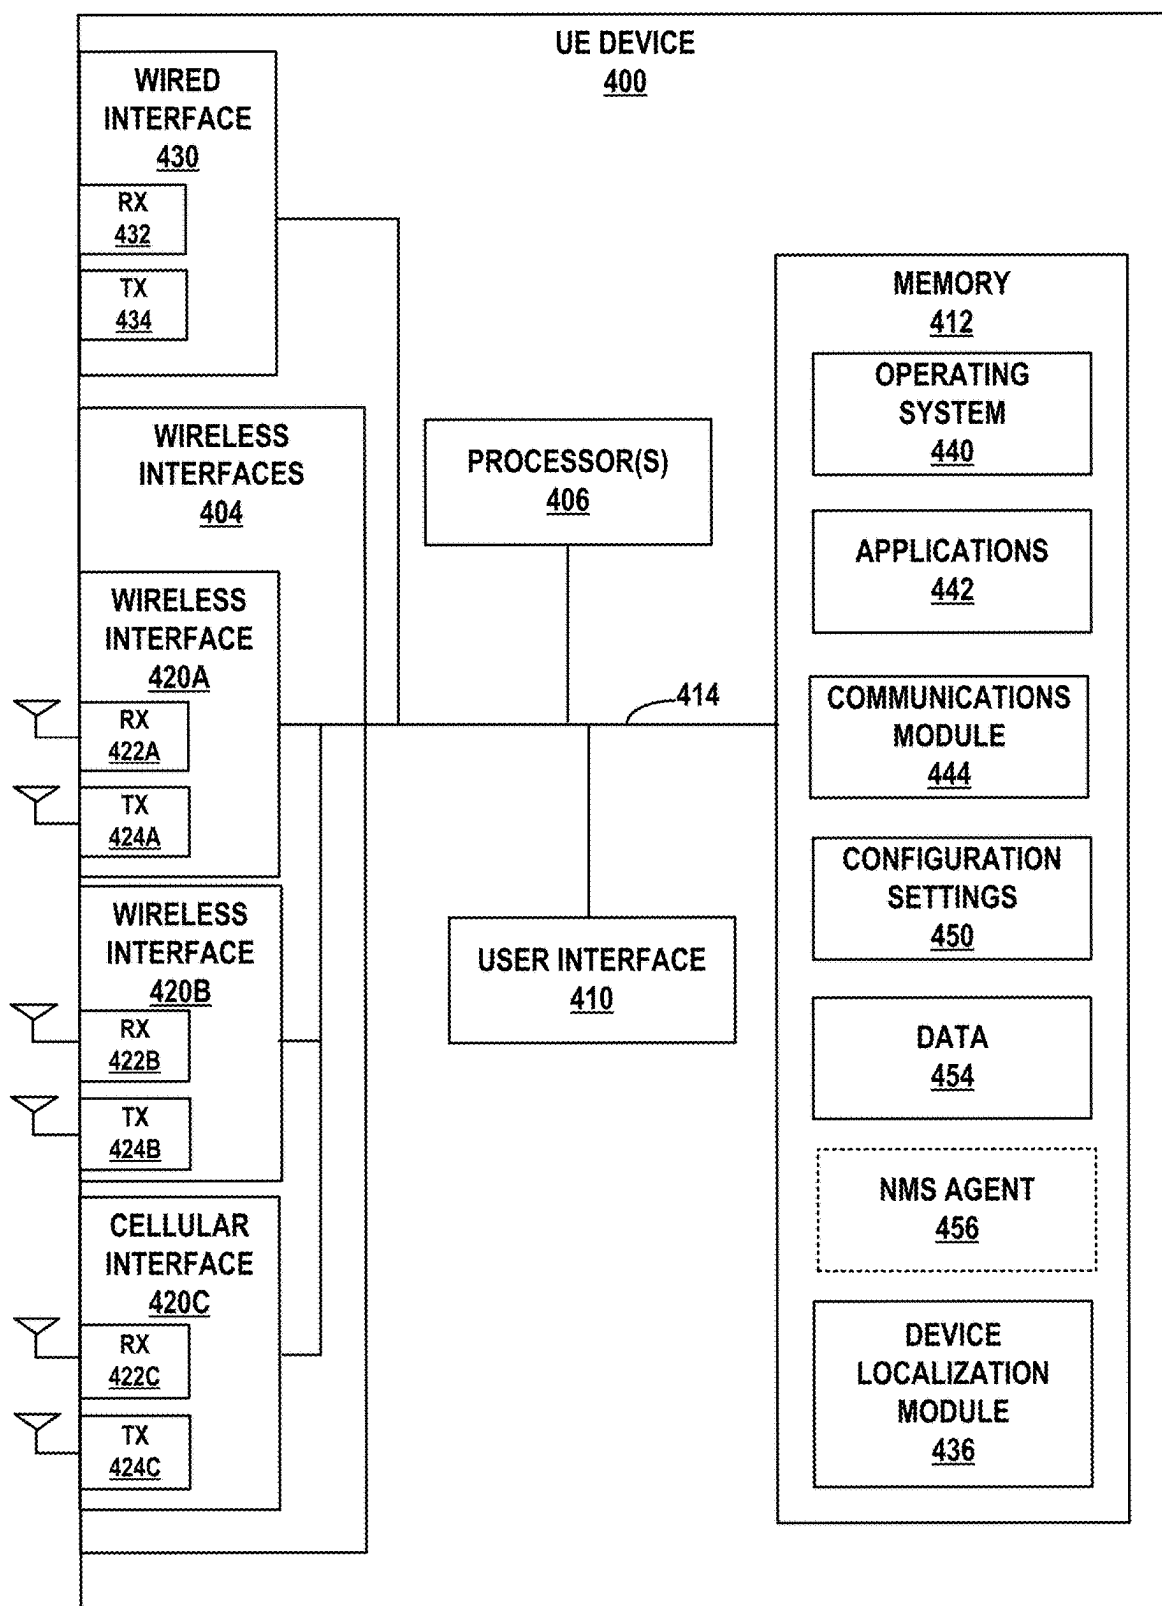 UE DEVICE
400
WIRED
INTERFACE
430
RX
432
TX
434
WIRELESS
INTERFACES
404
WIRELESS
INTERFACE
420A
RX
422A
TX
424A
WIRELESS
INTERFACE
420B
RX
422B
TX
424B
CELLULAR
INTERFACE
420C
RX
422C
TX
424C
PROCESSOR(S)
406
414
USER INTERFACE
410
MEMORY
412
OPERATING
SYSTEM
440
APPLICATIONS
442
COMMUNICATIONS
MODULE
444
CONFIGURATION
SETTINGS
450
DATA
454
NMS AGENT
456
DEVICE
LOCALIZATION
MODULE
436